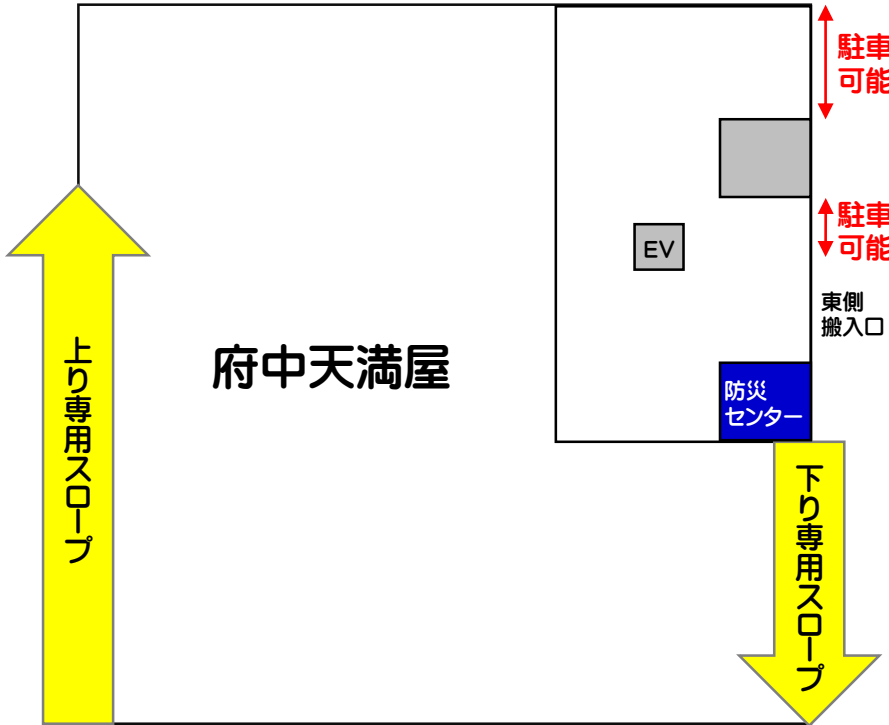 駐車
可能
駐車
可能
EV
東側
搬入口
府中天満屋
上り専用スロープ
防災
センター
下り専用スロープ